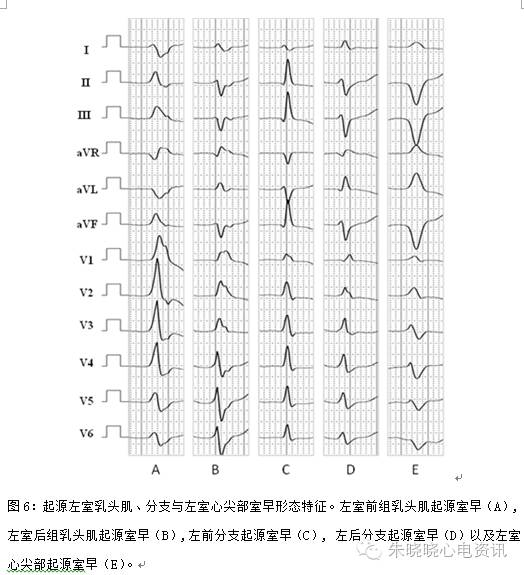 I
II
III
aVR
aVL
aVF
V1
V2
V3
V4
V5
V6
A B C D E
图6：起源左室乳头肌、分支与左室心尖部室早形态特征。左室前组乳头肌起源室早（A），
左室后组乳头肌起源室早（B），左前分支起源室早（C）， 左后分支起源室早（D）以及左室
心尖部起源室早（E）。
朱晓晓心电资讯